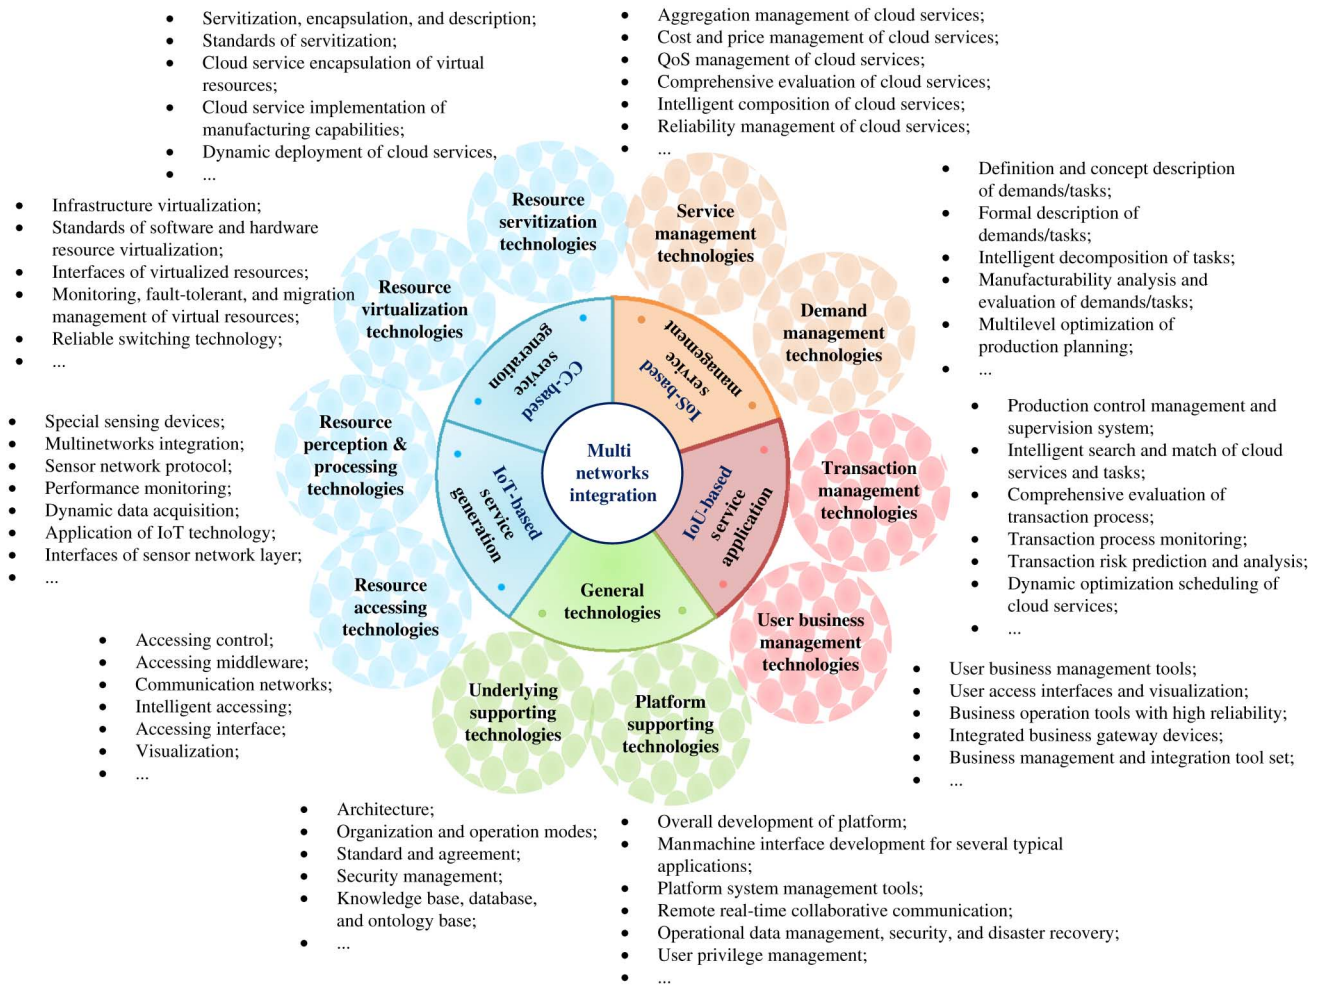 • Servitization, encapsulation, and description;
• Standards of servitization;
• Cloud service encapsulation of virtual
resources;
• Cloud service implementation of
manufacturing capabilities;
• Dynamic deployment of cloud services,
• ...
• Aggregation management of cloud services;
• Cost and price management of cloud services;
• QoS management of cloud services;
• Comprehensive evaluation of cloud services;
• Intelligent composition of cloud services;
• Reliability management of cloud services;
• ...
• Infrastructure virtualization;
• Standards of software and hardware
resource virtualization;
• Interfaces of virtualized resources;
• Monitoring, fault-tolerant, and migration
management of virtual resources;
• Reliable switching technology;
• ...
Resource
servitization
technologies
Service
management
technologies
• Definition and concept description
of demands/tasks;
• Formal description of
demands/tasks;
• Intelligent decomposition of tasks;
• Manufacturability analysis and
evaluation of demands/tasks;
• Multilevel optimization of
production planning;
• ...
Resource
virtualization
technologies
Demand
management
technologies
CC-based
service
generation
IoS-based
service
management
• Special sensing devices;
• Multinetworks integration;
• Sensor network protocol;
• Performance monitoring;
• Dynamic data acquisition;
• Application of IoT technology;
• Interfaces of sensor network layer;
• ...
Resource
perception &
processing
technologies
IoT-based
service
generation
Multi
networks
integration
IoU-based
service
application
Transaction
management
technologies
• Production control management and
supervision system;
• Intelligent search and match of cloud
services and tasks;
• Comprehensive evaluation of
transaction process;
• Transaction process monitoring;
• Transaction risk prediction and analysis;
• Dynamic optimization scheduling of
cloud services;
• ...
Resource
accessing
technologies
General
technologies
User business
management
technologies
• Accessing control;
• Accessing middleware;
• Communication networks;
• Intelligent accessing;
• Accessing interface;
• Visualization;
• ...
Underlying
supporting
technologies
Platform
supporting
technologies
• User business management tools;
• User access interfaces and visualization;
• Business operation tools with high reliability;
• Integrated business gateway devices;
• Business management and integration tool set;
• ...
• Architecture;
• Organization and operation modes;
• Standard and agreement;
• Security management;
• Knowledge base, database,
and ontology base;
• ...
• Overall development of platform;
• Manmachine interface development for several typical
applications;
• Platform system management tools;
• Remote real-time collaborative communication;
• Operational data management, security, and disaster recovery;
• User privilege management;
• ...